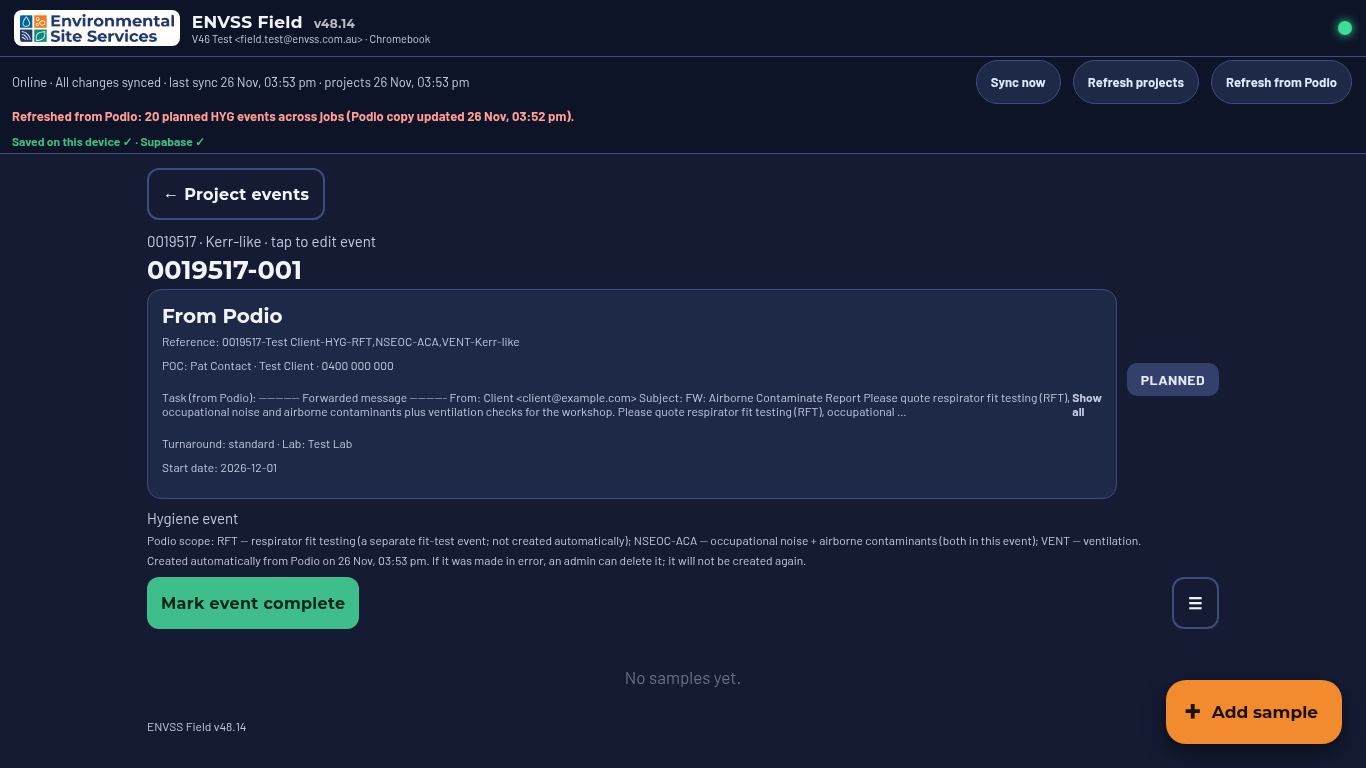 Environmental
Site Services
ENVSS Field v48.14
V46 Test <field.test@envss.com.au> · Chromebook
Online · All changes synced · last sync 26 Nov, 03:53 pm · projects 26 Nov, 03:53 pm
Sync now
Refresh projects
Refresh from Podio
Refreshed from Podio: 20 planned HYG events across jobs (Podio copy updated 26 Nov, 03:52 pm).
Saved on this device ✓ · Supabase ✓
← Project events
0019517 · Kerr-like · tap to edit event
0019517-001
From Podio
Reference: 0019517-Test Client-HYG-RFT,NSEOC-ACA,VENT-Kerr-like
POC: Pat Contact · Test Client · 0400 000 000
Task (from Podio): ---------- Forwarded message --------- From: Client <client@example.com> Subject: FW: Airborne Contaminate Report Please quote respirator fit testing (RFT), Show
occupational noise and airborne contaminants plus ventilation checks for the workshop. Please quote respirator fit testing (RFT), occupational ... all
Turnaround: standard · Lab: Test Lab
Start date: 2026-12-01
PLANNED
Hygiene event
Podio scope: RFT — respirator fit testing (a separate fit-test event; not created automatically); NSEOC-ACA — occupational noise + airborne contaminants (both in this event); VENT — ventilation.
Created automatically from Podio on 26 Nov, 03:53 pm. If it was made in error, an admin can delete it; it will not be created again.
Mark event complete
☰
No samples yet.
+ Add sample
ENVSS Field v48.14